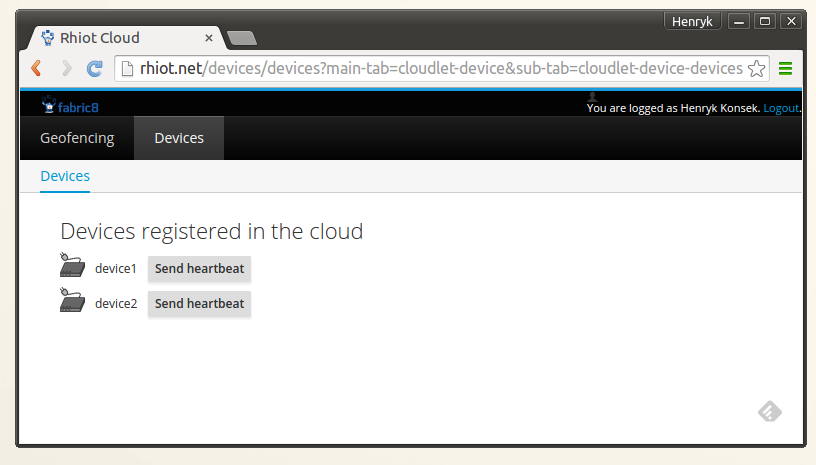 Henryk
Rhiot Cloud
rhiot.net/devices/devices?main-tab=cloudlet-device&sub-tab=cloudlet-device-devices
fabric8
You are logged as Henryk Konsek. Logout.
Geofencing Devices
Devices
Devices registered in the cloud
device1 Send heartbeat
device2 Send heartbeat